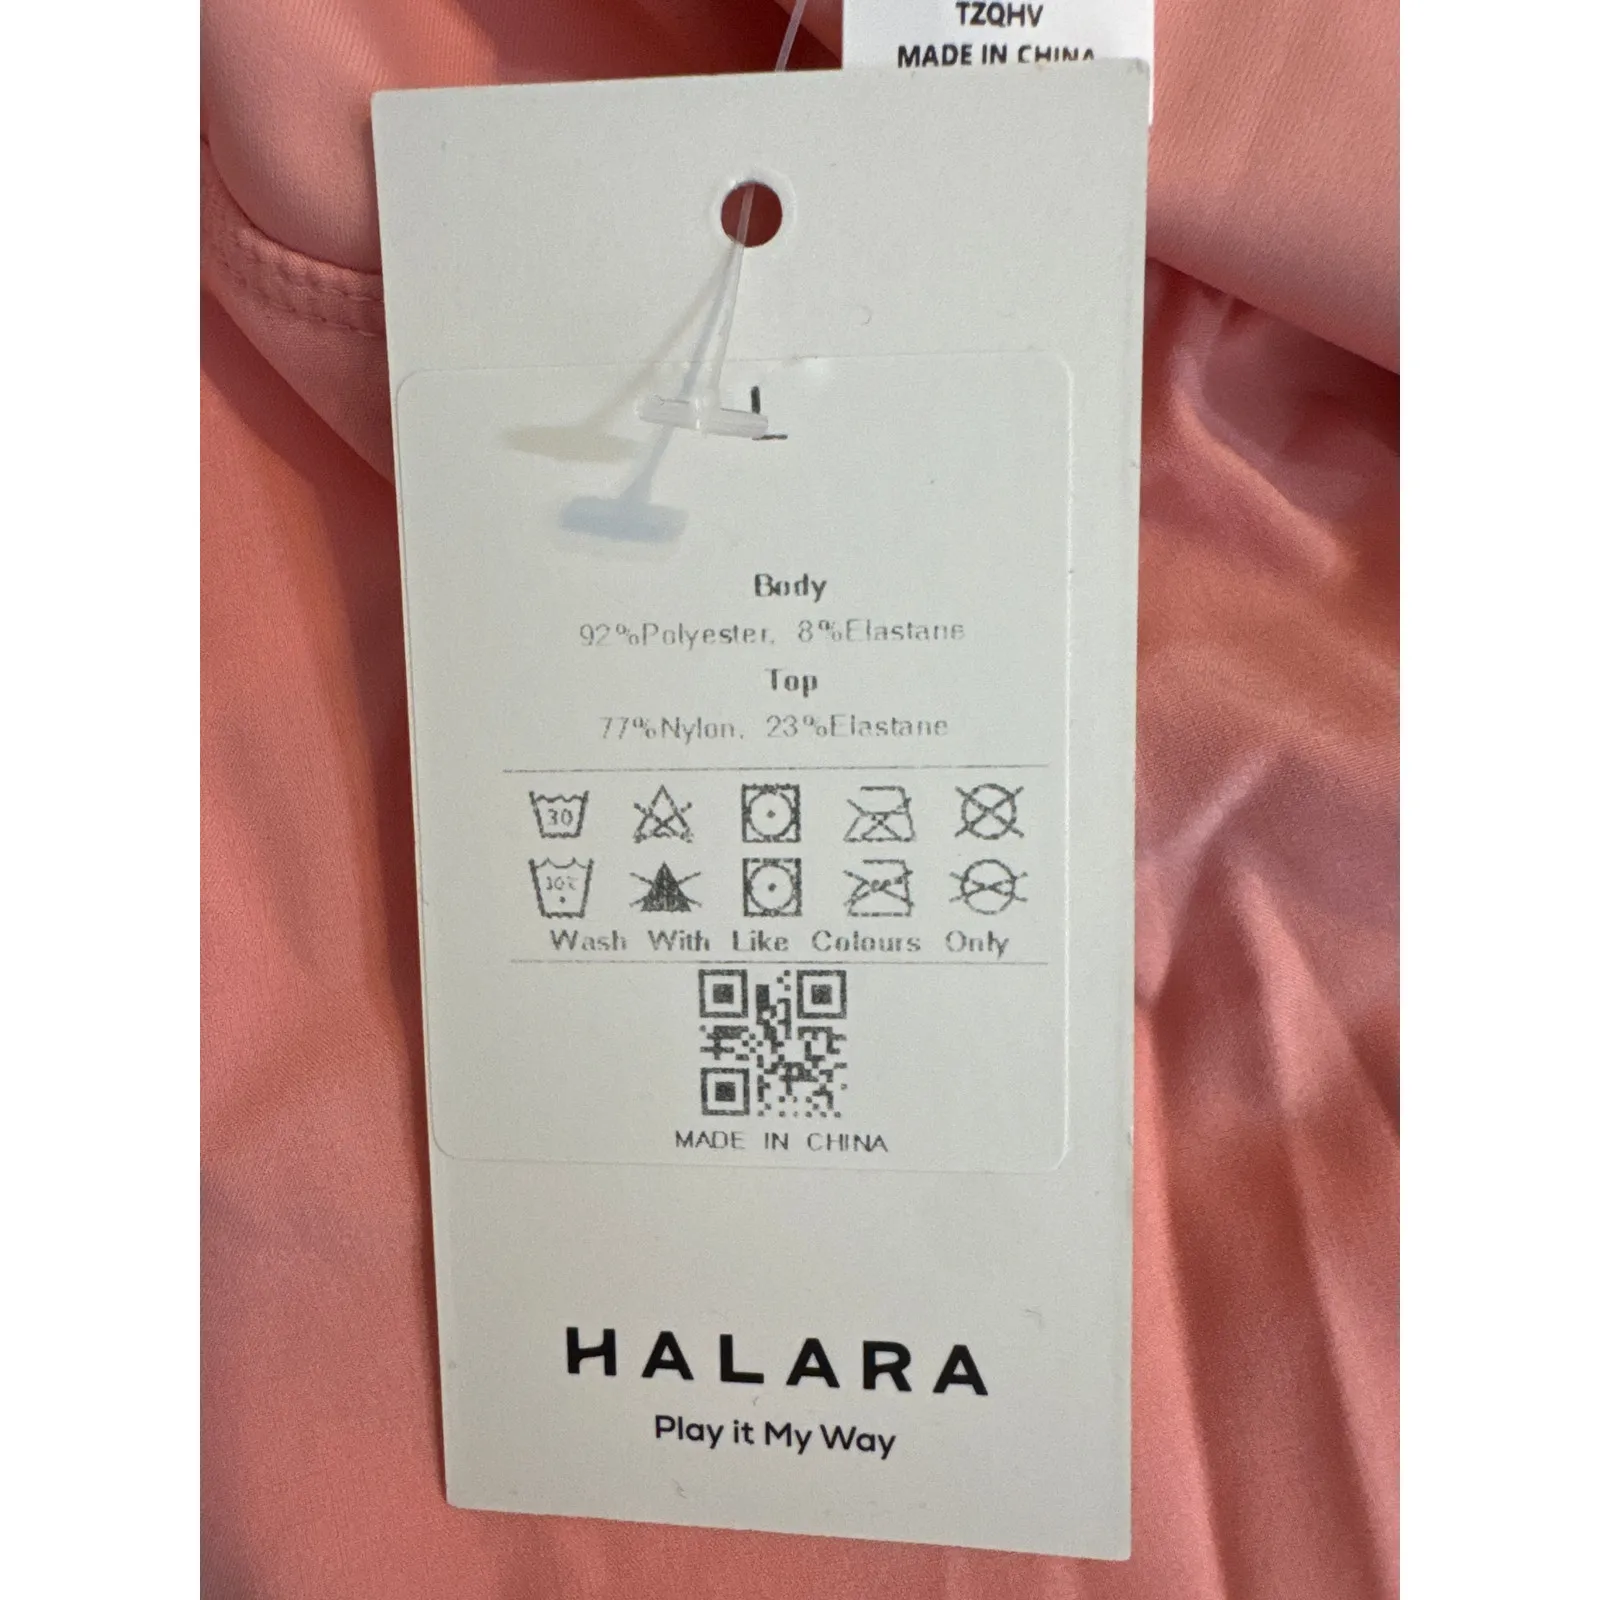 TZQHV
MADE IN CHINA
L
Body
92%Polyester, 8%Elastane
Top
77%Nylon, 23%Elastane
30
30℃
Wash With Like Colours Only
MADE IN CHINA
HALARA
Play it My Way